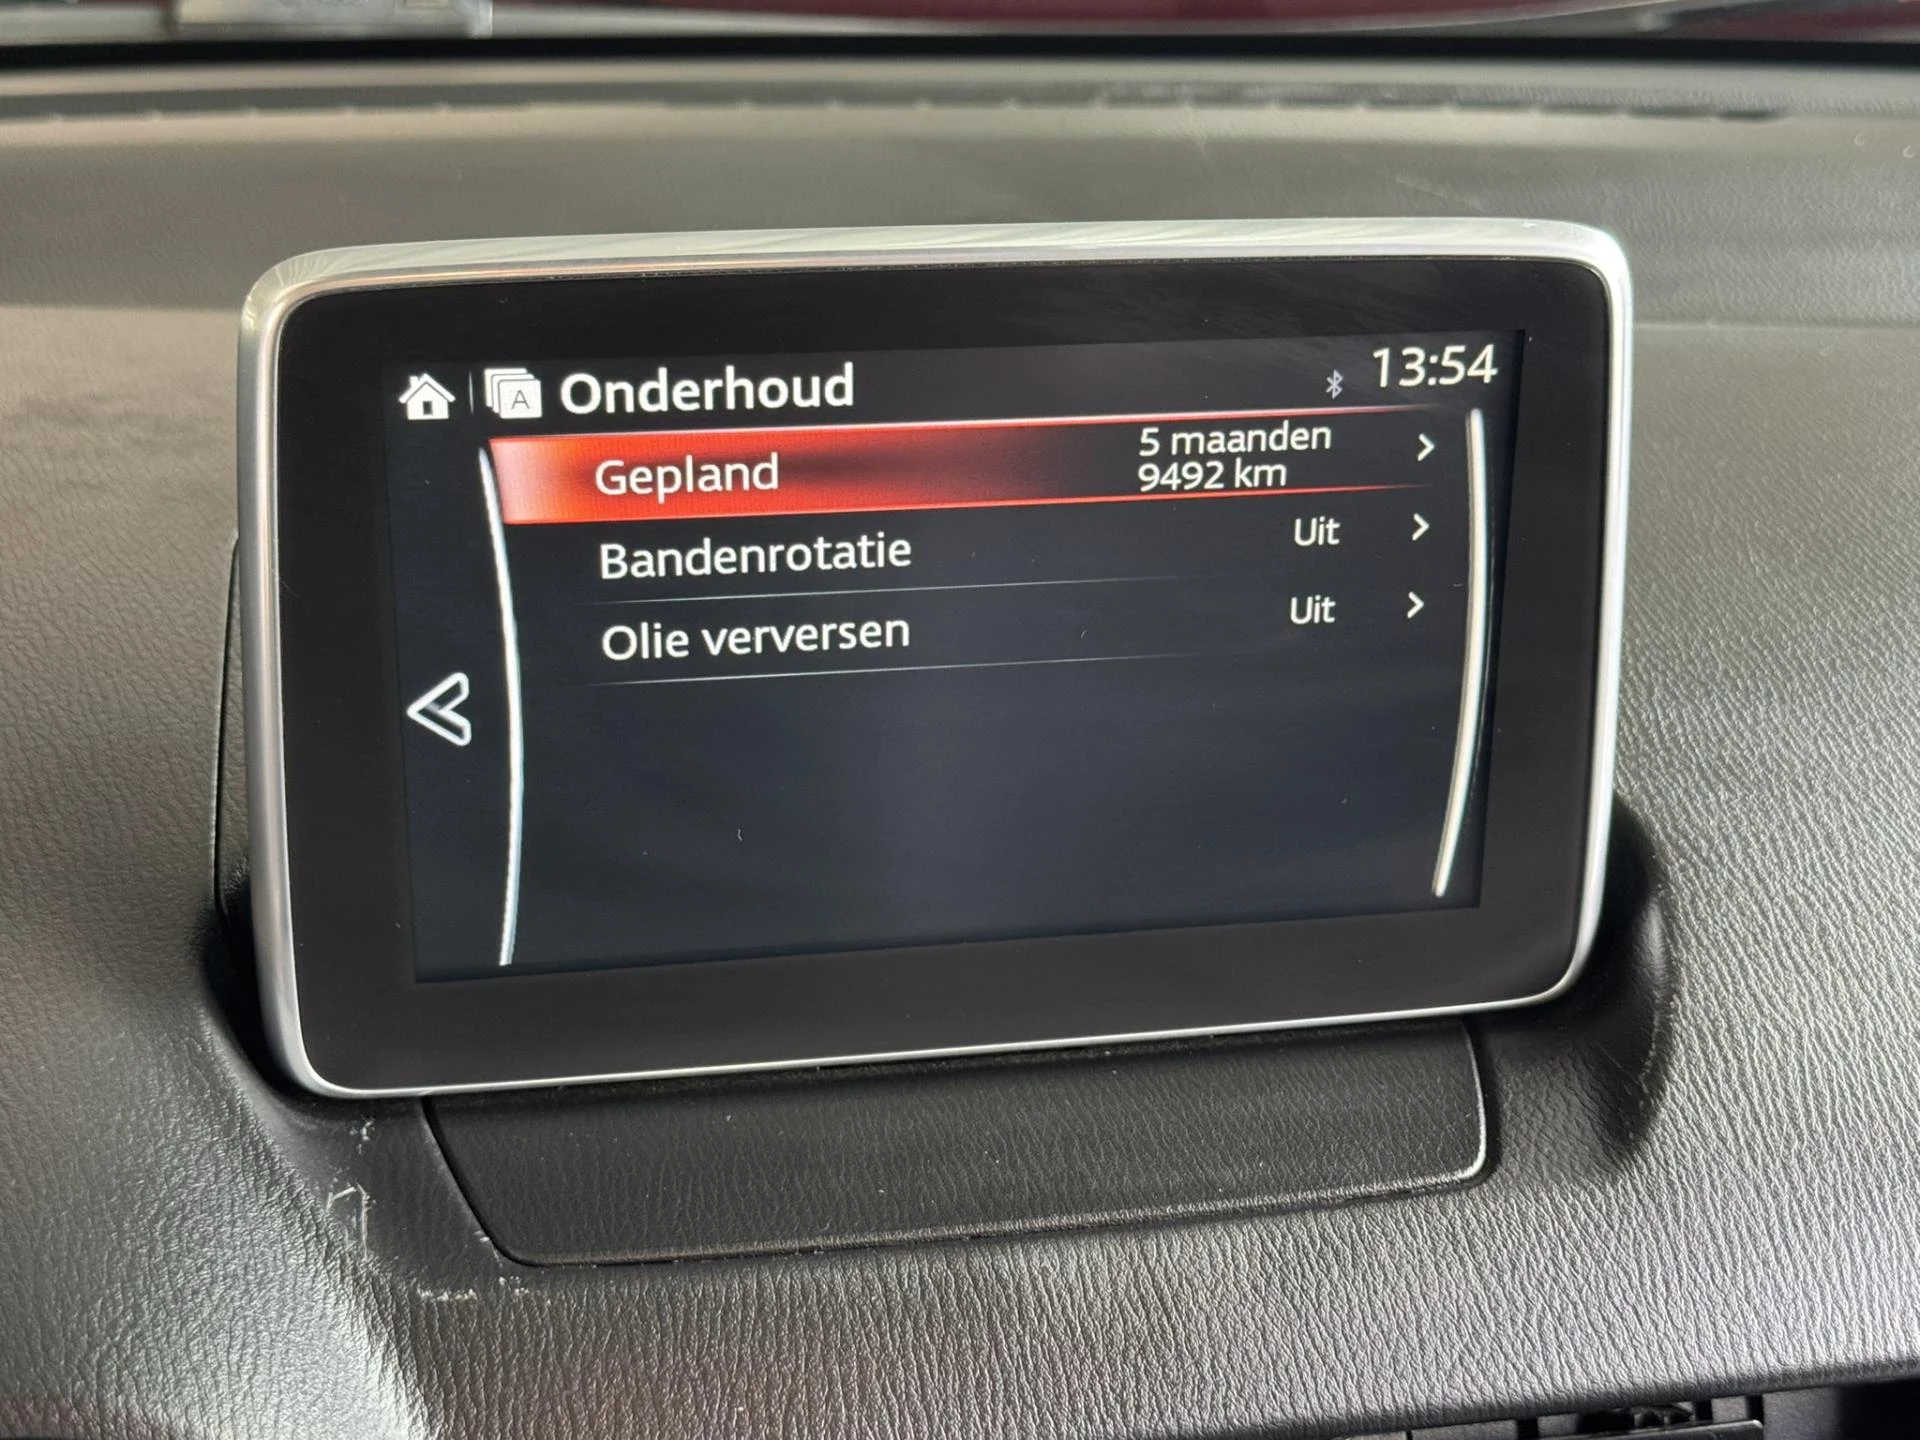 A Onderhoud 13:54
Gepland 5 maanden
9492 km
Bandenrotatie Uit
Olie verversen Uit